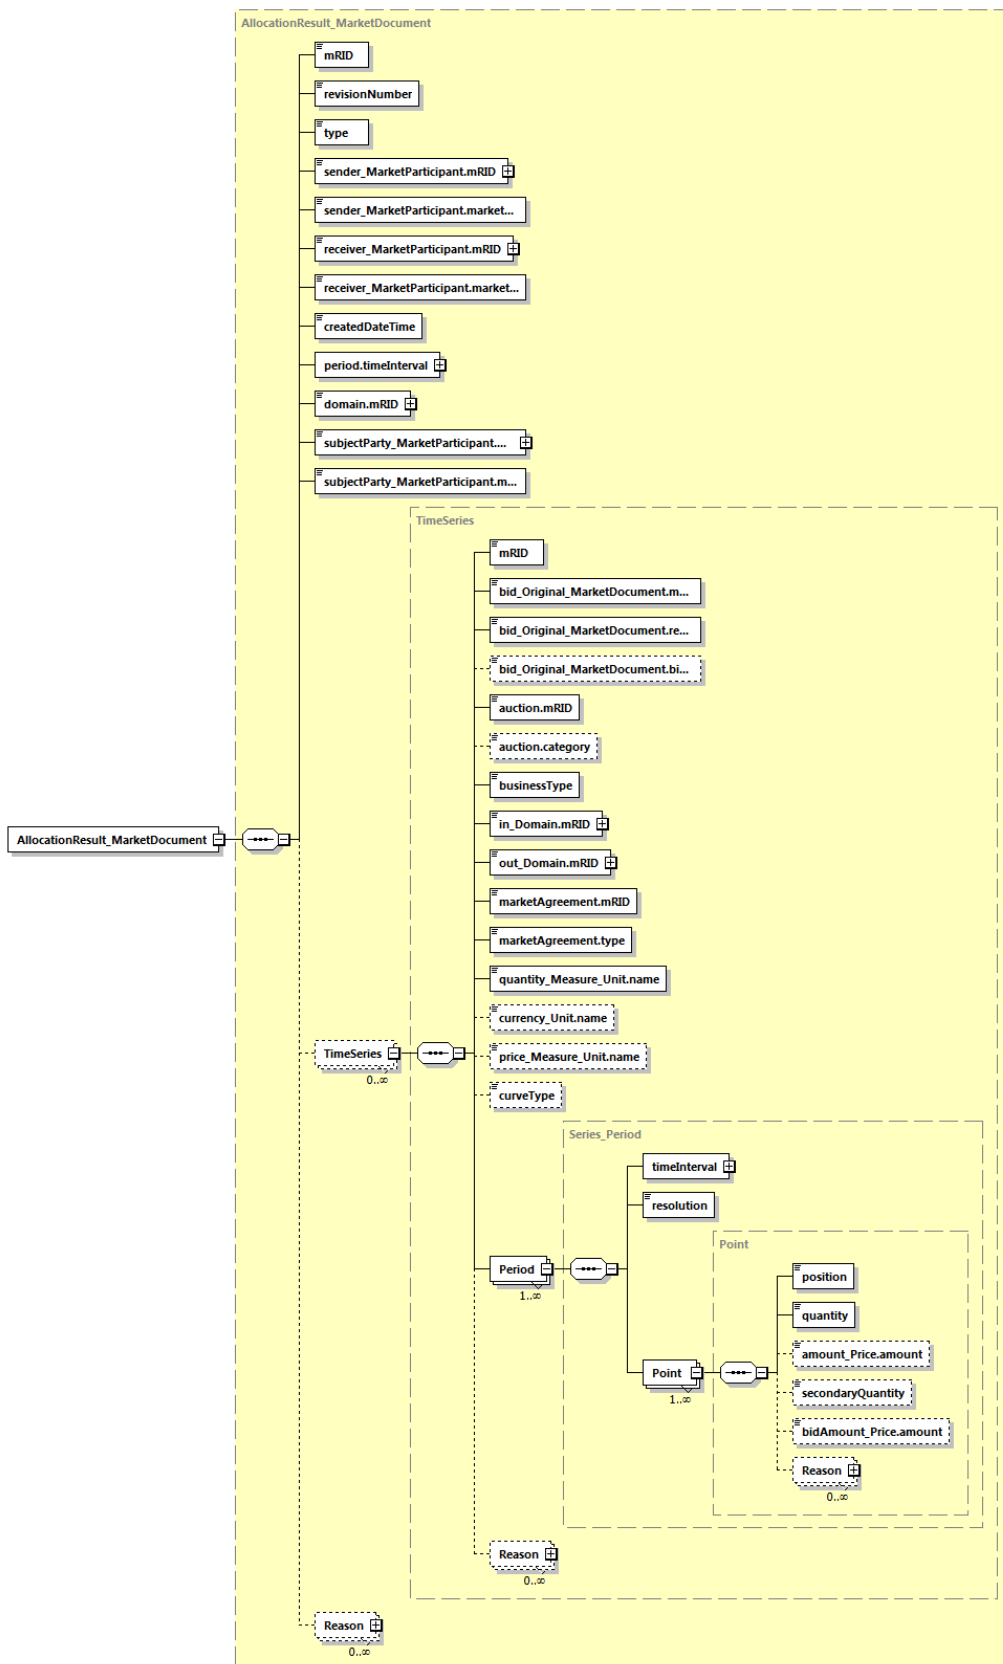 AllocationResult_MarketDocument
mRID
revisionNumber
type
sender_MarketParticipant.mRID
sender_MarketParticipant.market...
receiver_MarketParticipant.mRID
receiver_MarketParticipant.market...
createdDateTime
period.timeInterval
domain.mRID
subjectParty_MarketParticipant....
subjectParty_MarketParticipant.m...
TimeSeries
mRID
bid_Original_MarketDocument.m...
bid_Original_MarketDocument.re...
bid_Original_MarketDocument.bi...
auction.mRID
auction.category
businessType
in_Domain.mRID
AllocationResult_MarketDocument
out_Domain.mRID
marketAgreement.mRID
marketAgreement.type
quantity_Measure_Unit.name
currency_Unit.name
TimeSeries
0..∞
price_Measure_Unit.name
curveType
Series_Period
timeInterval
resolution
Point
Period
1..∞
position
quantity
amount_Price.amount
Point
1..∞
secondaryQuantity
bidAmount_Price.amount
Reason
0..∞
Reason
0..∞
Reason
0..∞